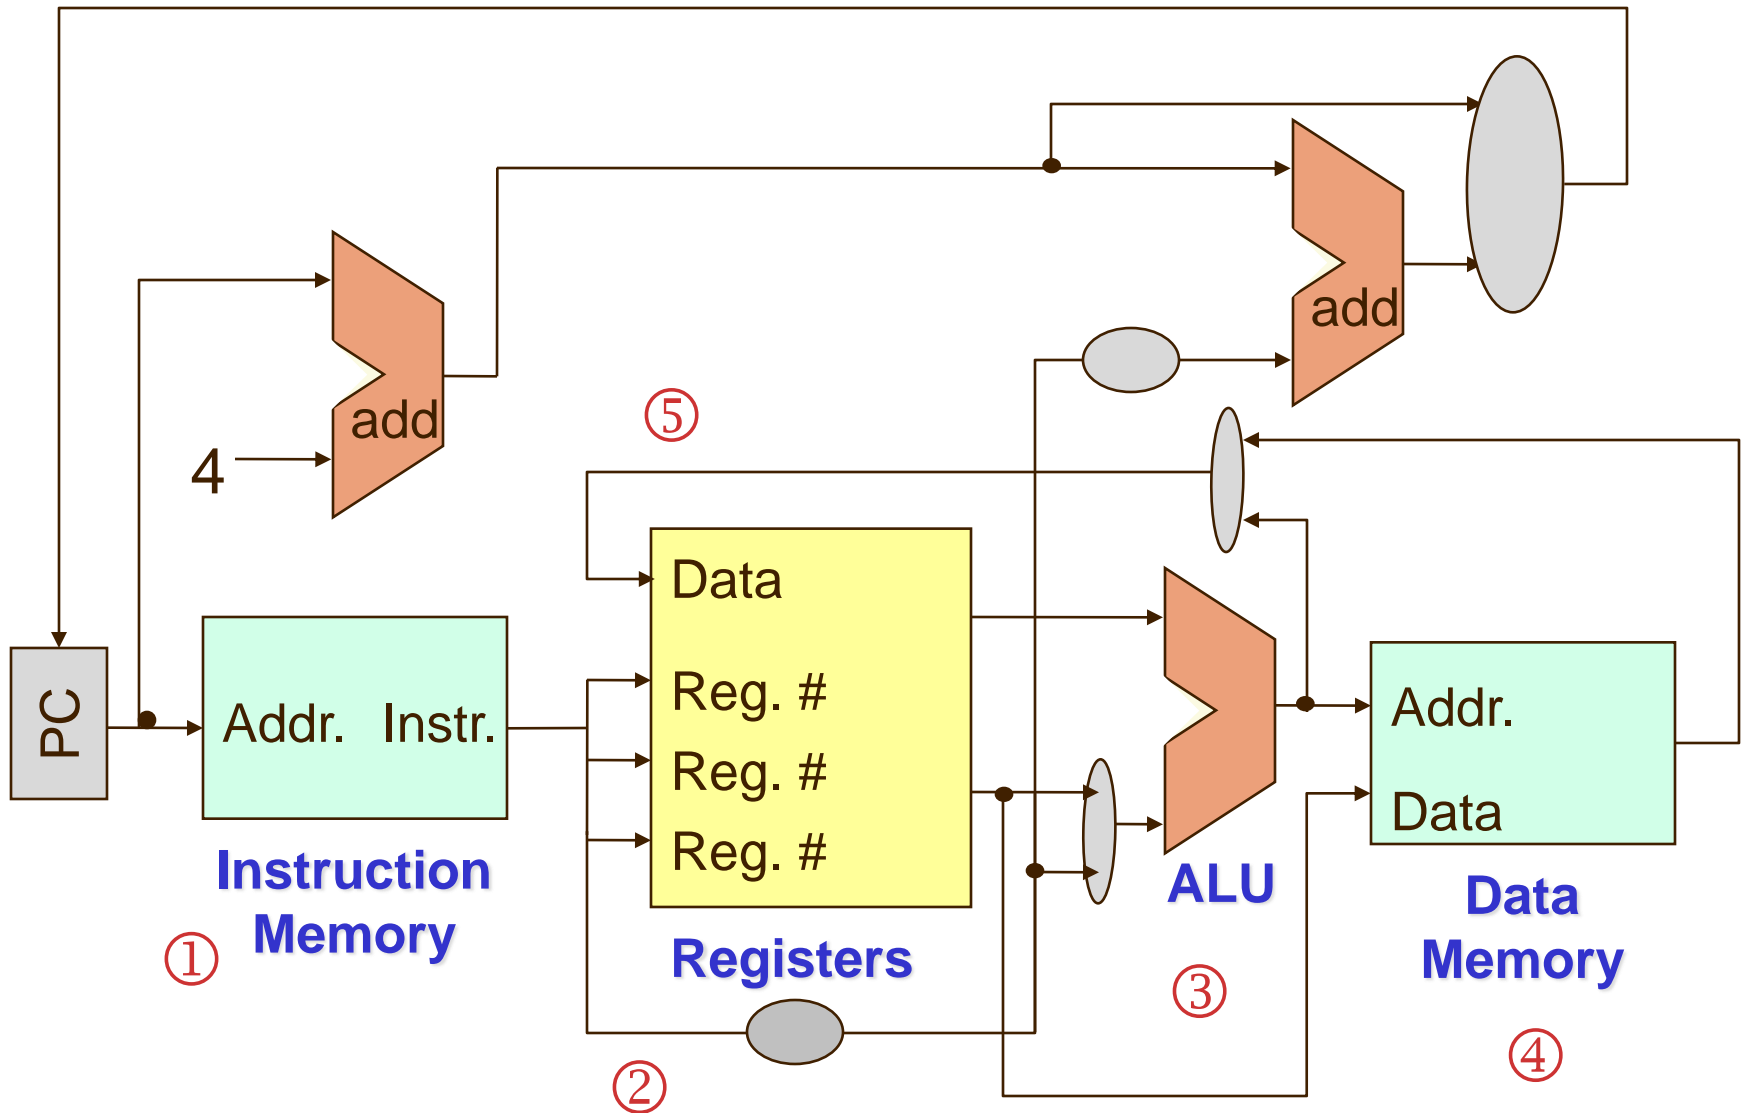 add
add
4
⑤
Data
PC
Addr. Instr.
Reg. #
Reg. #
Reg. #
Addr.
Data
Instruction
Memory
Registers
ALU
Data
Memory
①
②
③
④